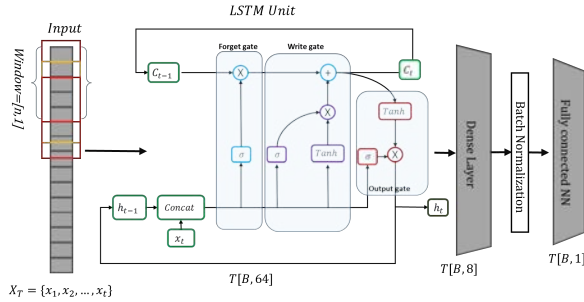 LSTM Unit
Input
Window=[n,1]
Forget gate
Write gate
C_{t-1}
C_t
X
+
X
Tanh
σ
σ
Tanh
σ
X
Output gate
h_{t-1}
Concat
x_t
h_t
Dense Layer
Batch Normalization
Fully connected NN
T[B, 64]
T[B, 8]
T[B, 1]
X_T = {x_1, x_2, ..., x_t}